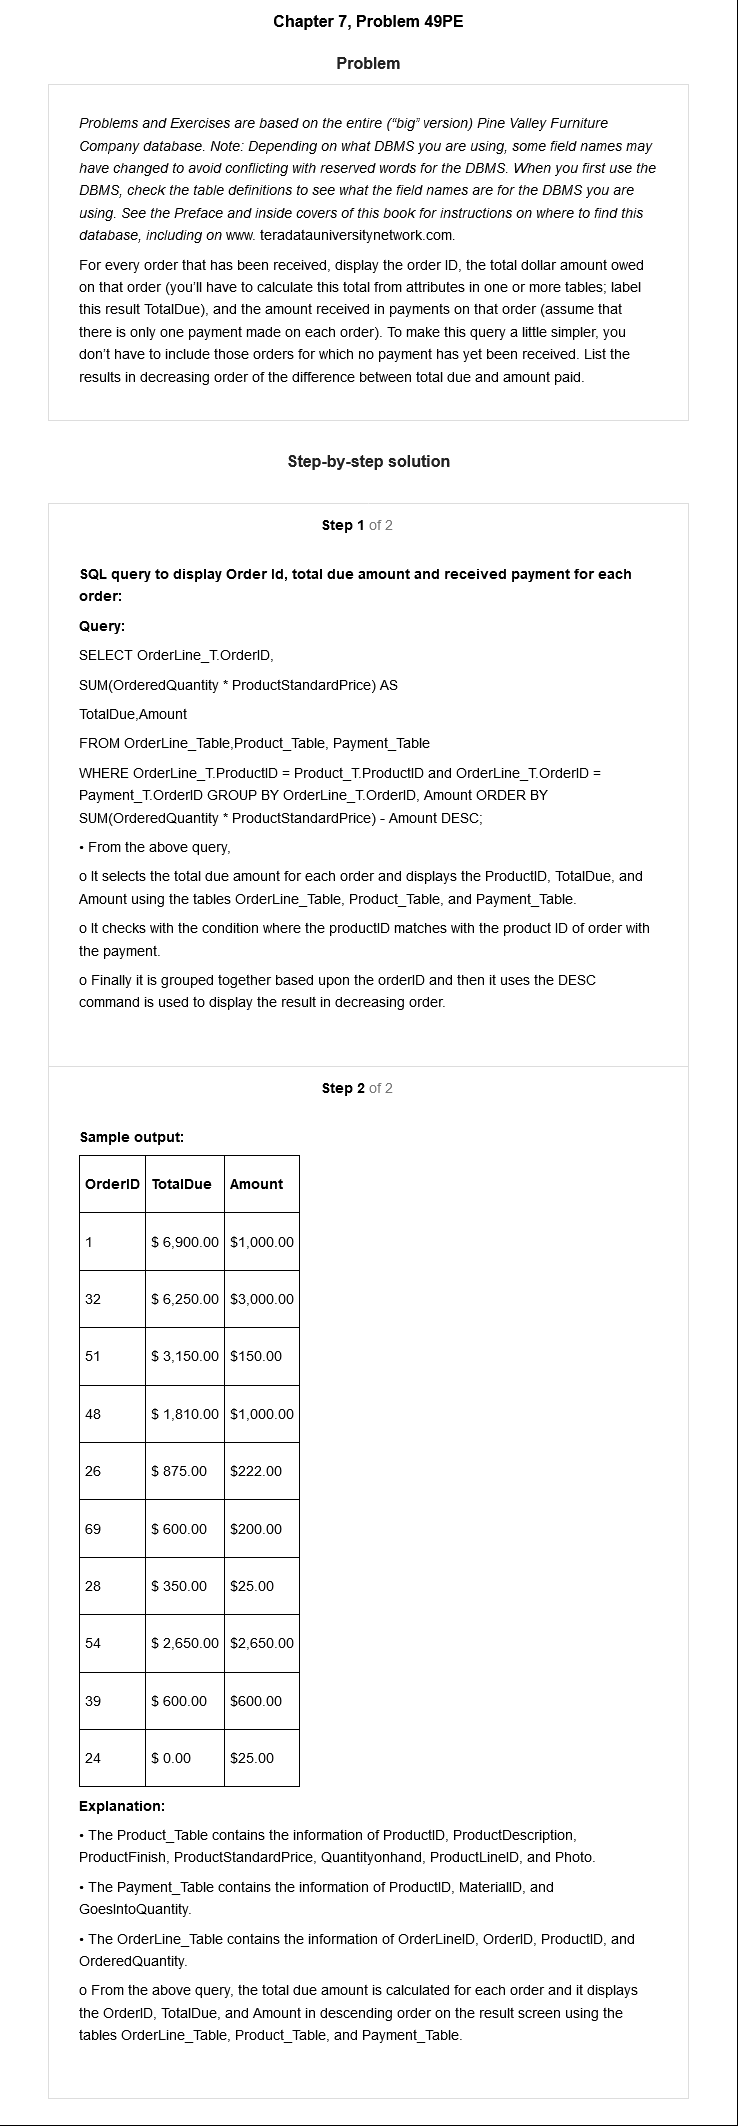 Chapter 7, Problem 49PE
Problem
Problems and Exercises are based on the entire (“big” version) Pine Valley Furniture
Company database. Note: Depending on what DBMS you are using, some field names may
have changed to avoid conflicting with reserved words for the DBMS. When you first use the
DBMS, check the table definitions to see what the field names are for the DBMS you are
using. See the Preface and inside covers of this book for instructions on where to find this
database, including on www. teradatauniversitynetwork.com.
For every order that has been received, display the order ID, the total dollar amount owed
on that order (you’ll have to calculate this total from attributes in one or more tables; label
this result TotalDue), and the amount received in payments on that order (assume that
there is only one payment made on each order). To make this query a little simpler, you
don’t have to include those orders for which no payment has yet been received. List the
results in decreasing order of the difference between total due and amount paid.
Step-by-step solution
Step 1 of 2
SQL query to display Order Id, total due amount and received payment for each
order:
Query:
SELECT OrderLine_T.OrderID,
SUM(OrderedQuantity * ProductStandardPrice) AS
TotalDue,Amount
FROM OrderLine_Table,Product_Table, Payment_Table
WHERE OrderLine_T.ProductID = Product_T.ProductID and OrderLine_T.OrderID =
Payment_T.OrderID GROUP BY OrderLine_T.OrderID, Amount ORDER BY
SUM(OrderedQuantity * ProductStandardPrice) - Amount DESC;
• From the above query,
o It selects the total due amount for each order and displays the ProductID, TotalDue, and
Amount using the tables OrderLine_Table, Product_Table, and Payment_Table.
o It checks with the condition where the productID matches with the product ID of order with
the payment.
o Finally it is grouped together based upon the orderID and then it uses the DESC
command is used to display the result in decreasing order.
Step 2 of 2
Sample output:
OrderID TotalDue Amount
1 $ 6,900.00 $1,000.00
32 $ 6,250.00 $3,000.00
51 $ 3,150.00 $150.00
48 $ 1,810.00 $1,000.00
26 $ 875.00 $222.00
69 $ 600.00 $200.00
28 $ 350.00 $25.00
54 $ 2,650.00 $2,650.00
39 $ 600.00 $600.00
24 $ 0.00 $25.00
Explanation:
• The Product_Table contains the information of ProductID, ProductDescription,
ProductFinish, ProductStandardPrice, Quantityonhand, ProductLineID, and Photo.
• The Payment_Table contains the information of ProductID, MaterialID, and
GoesIntoQuantity.
• The OrderLine_Table contains the information of OrderLineID, OrderID, ProductID, and
OrderedQuantity.
o From the above query, the total due amount is calculated for each order and it displays
the OrderID, TotalDue, and Amount in descending order on the result screen using the
tables OrderLine_Table, Product_Table, and Payment_Table.